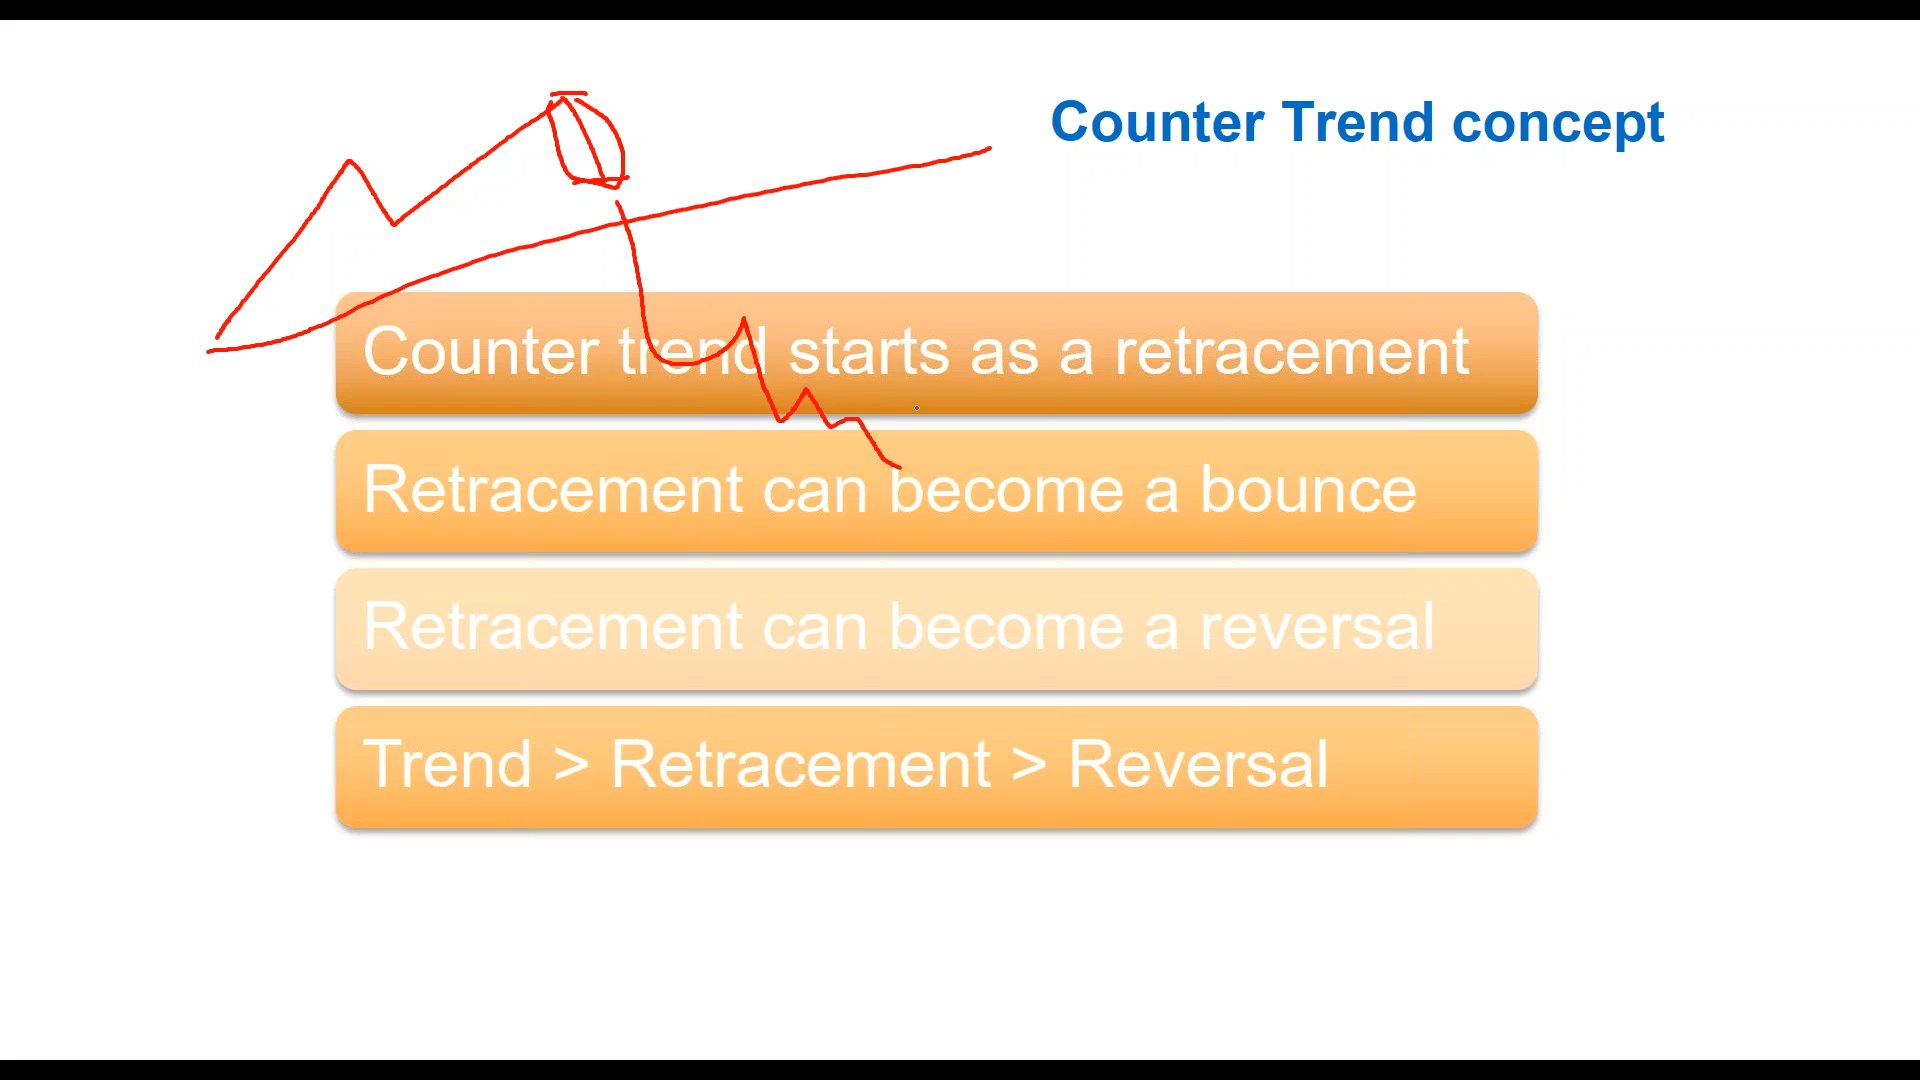 Counter Trend concept
Counter trend starts as a retracement
Retracement can become a bounce
Retracement can become a reversal
Trend > Retracement > Reversal